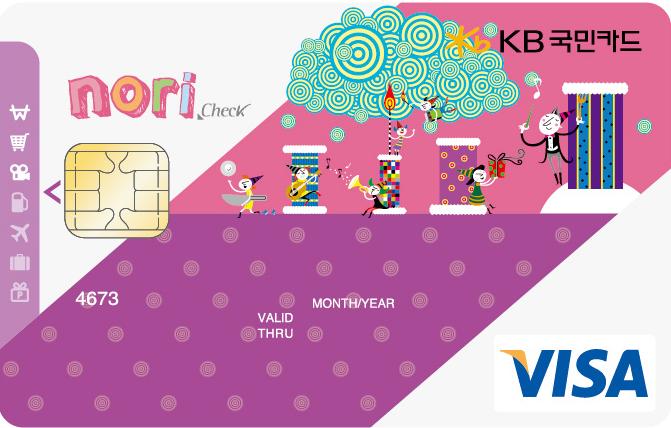 KB 국민카드
nori Check
4673
MONTH/YEAR
VALID
THRU
VISA
W
P